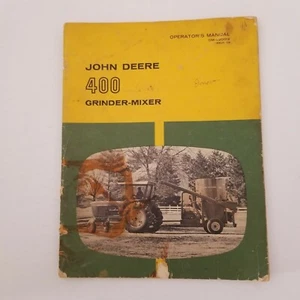 OPERATOR'S MANUAL
JOHN DEERE
400
GRINDER-MIXER